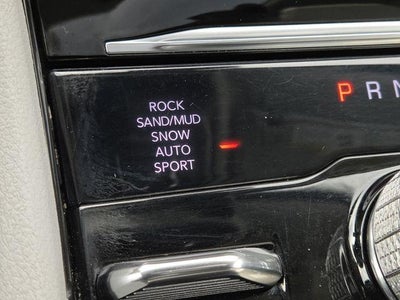 ROCK
SAND/MUD
SNOW
AUTO
SPORT
P R N